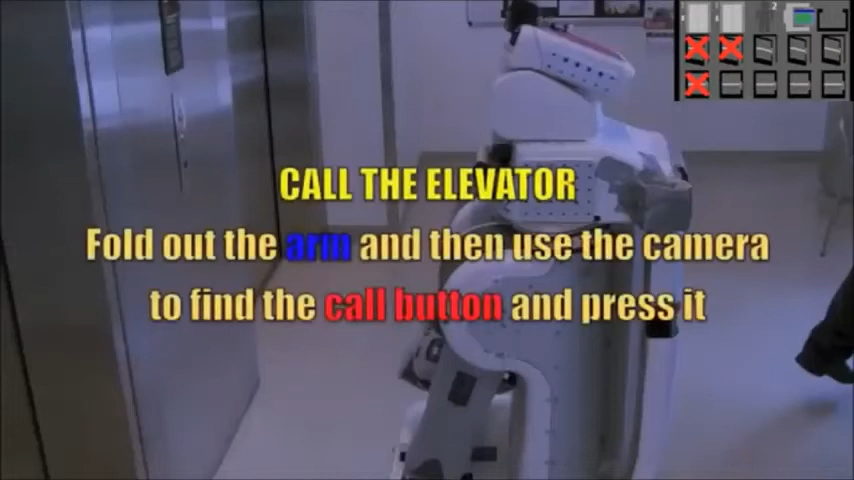 2
CALL THE ELEVATOR
Fold out the arm and then use the camera
to find the call button and press it